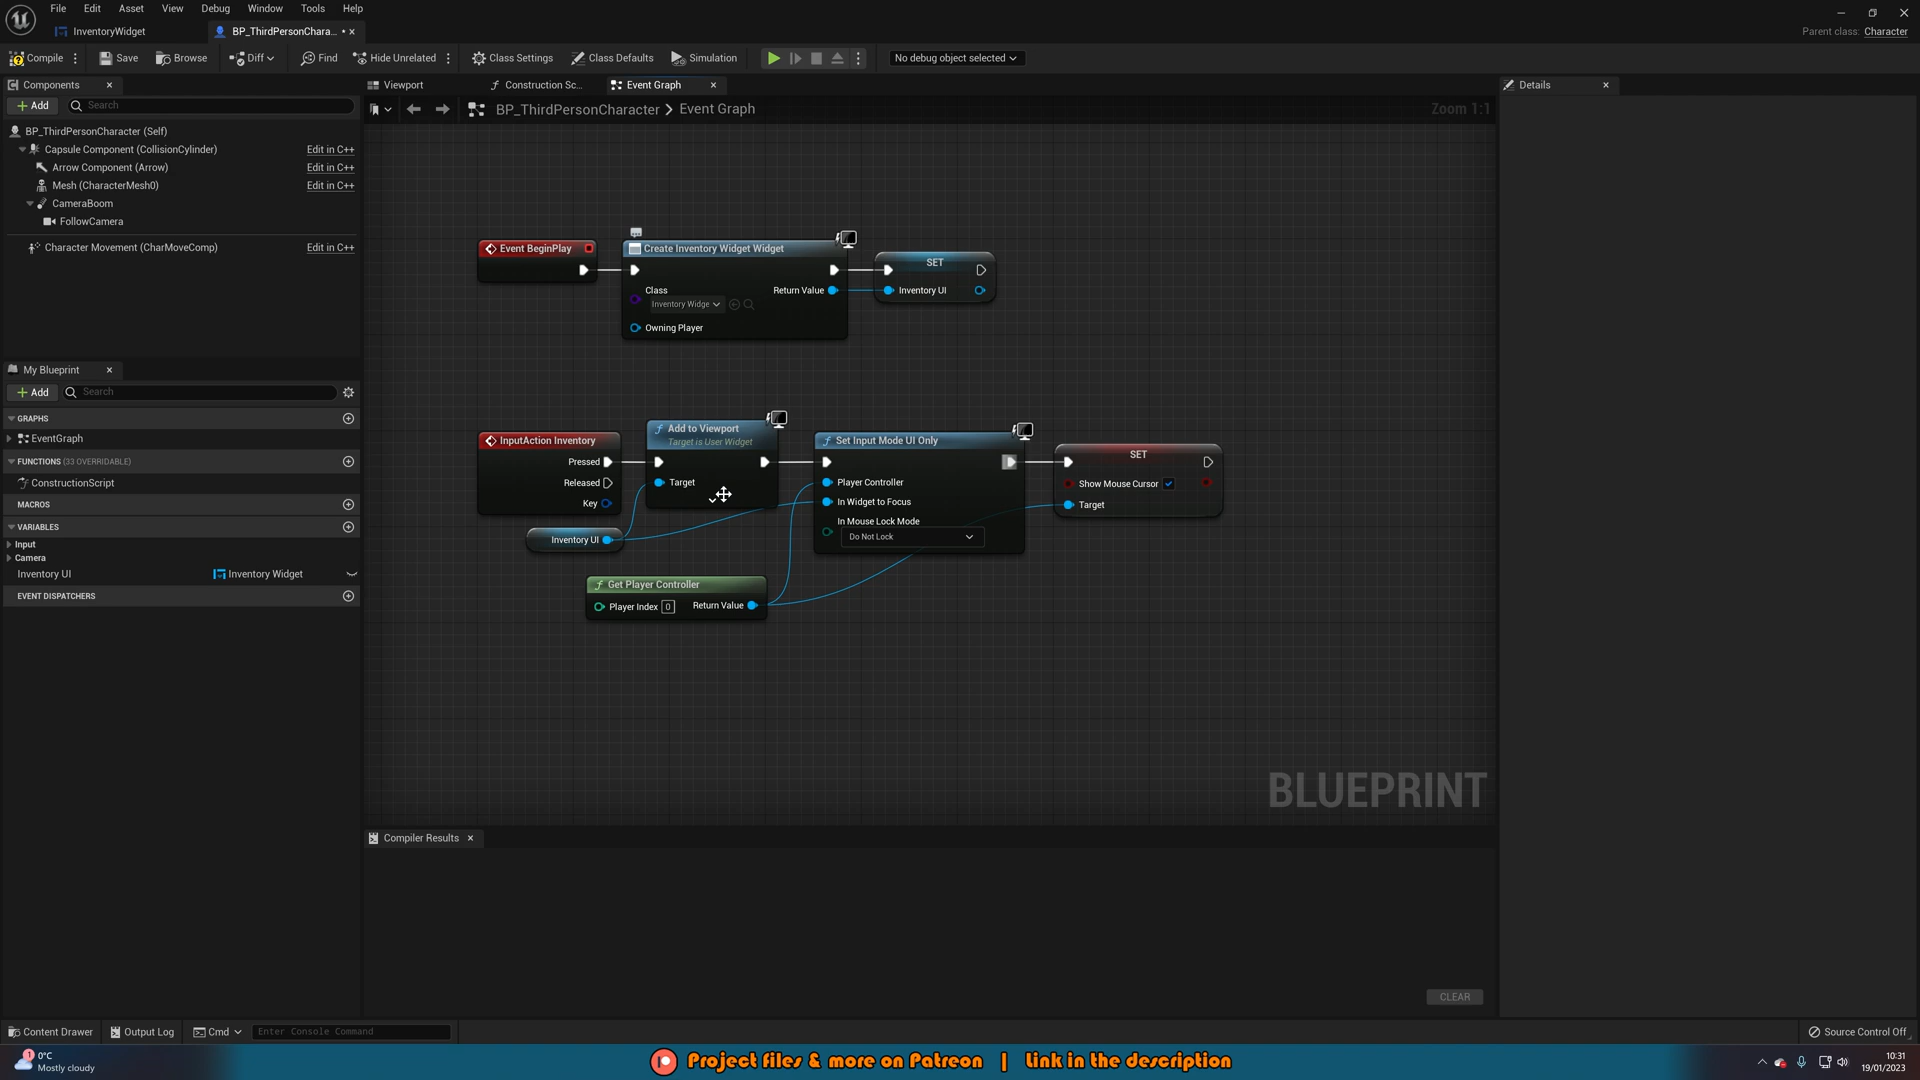 File Edit Asset View Debug Window Tools Help
InventoryWidget
BP_ThirdPersonChara... •
Parent class: Character
Compile Save Browse Diff Find Hide Unrelated Class Settings Class Defaults Simulation No debug object selected
Components
Viewport Construction Sc... Event Graph
Details
Add Search
BP_ThirdPersonCharacter > Event Graph
Zoom 1:1
BP_ThirdPersonCharacter (Self)
Capsule Component (CollisionCylinder) Edit in C++
Arrow Component (Arrow) Edit in C++
Mesh (CharacterMesh0) Edit in C++
CameraBoom
FollowCamera
Character Movement (CharMoveComp) Edit in C++
Event BeginPlay
Create Inventory Widget Widget
Class
Inventory Widge
Return Value
Owning Player
SET
Inventory UI
My Blueprint
Add Search
GRAPHS
EventGraph
FUNCTIONS (33 OVERRIDABLE)
ConstructionScript
MACROS
VARIABLES
Input
Camera
Inventory UI Inventory Widget
EVENT DISPATCHERS
InputAction Inventory
Pressed
Released
Key
f Add to Viewport
Target is User Widget
Target
f Set Input Mode UI Only
Player Controller
In Widget to Focus
In Mouse Lock Mode
Do Not Lock
SET
Show Mouse Cursor
Target
Inventory UI
f Get Player Controller
Player Index 0 Return Value
BLUEPRINT
Compiler Results
CLEAR
Content Drawer Output Log Cmd Enter Console Command
Source Control Off
1
0°C
Mostly cloudy
Project files & more on Patreon | Link in the description
10:31
19/01/2023